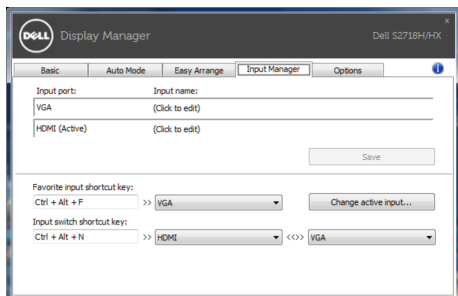 DELL Display Manager Dell S2718H/HX
Basic Auto Mode Easy Arrange Input Manager Options
Input port: Input name:
VGA (Click to edit)
HDMI (Active) (Click to edit)
Save
Favorite input shortcut key:
Ctrl + Alt + F >> VGA Change active input...
Input switch shortcut key:
Ctrl + Alt + N >> HDMI <<>> VGA